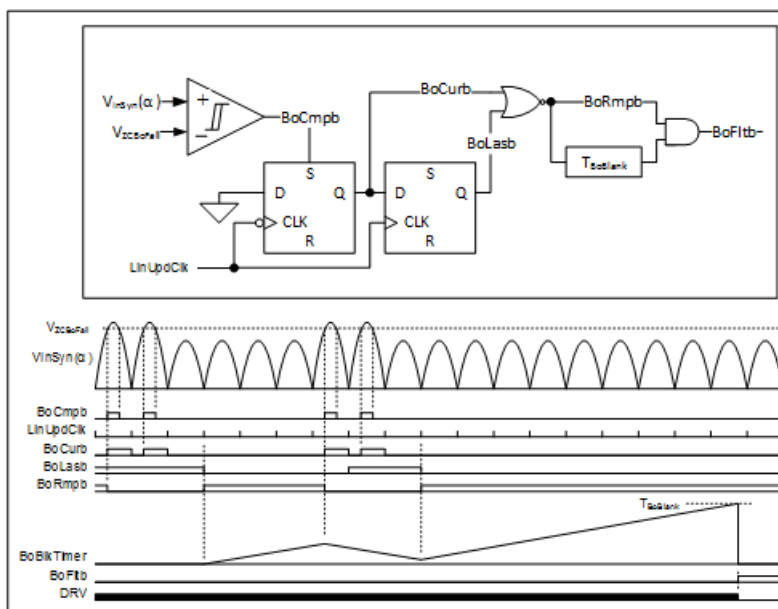 VInSyn(α)
VZCBoFall
+
−
BoCmpb
S
D
Q
CLK
R
S
D
Q
CLK
R
LinUpdClk
BoCurb
BoLasb
BoRmpb
TBoBlank
BoFltb
VZCBoFall
VInSyn(α)
BoCmpb
LinUpdClk
BoCurb
BoLasb
BoRmpb
TBoBlank
BoBlkTimer
BoFltb
DRV